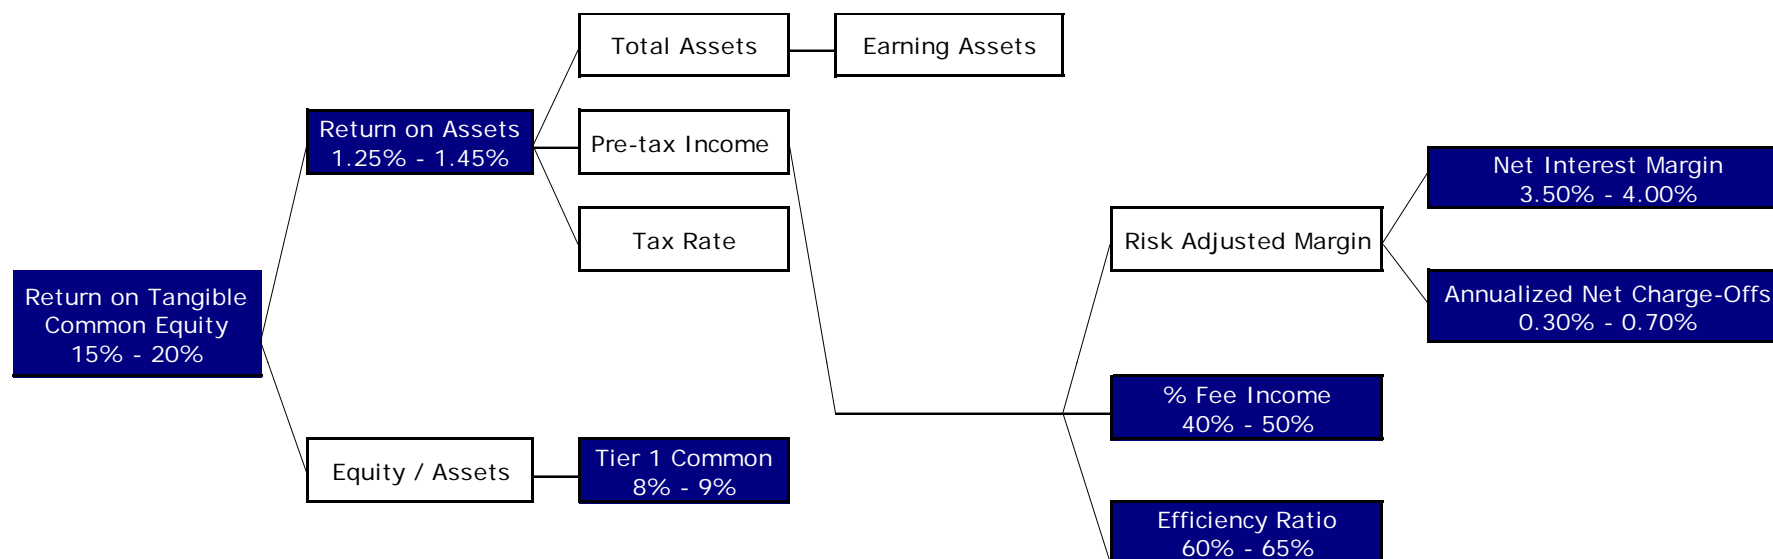 Total Assets
Earning Assets
Return on Assets
1.25% - 1.45%
Pre-tax Income
Net Interest Margin
3.50% - 4.00%
Tax Rate
Risk Adjusted Margin
Return on Tangible
Common Equity
15% - 20%
Annualized Net Charge-Offs
0.30% - 0.70%
% Fee Income
40% - 50%
Equity / Assets
Tier 1 Common
8% - 9%
Efficiency Ratio
60% - 65%